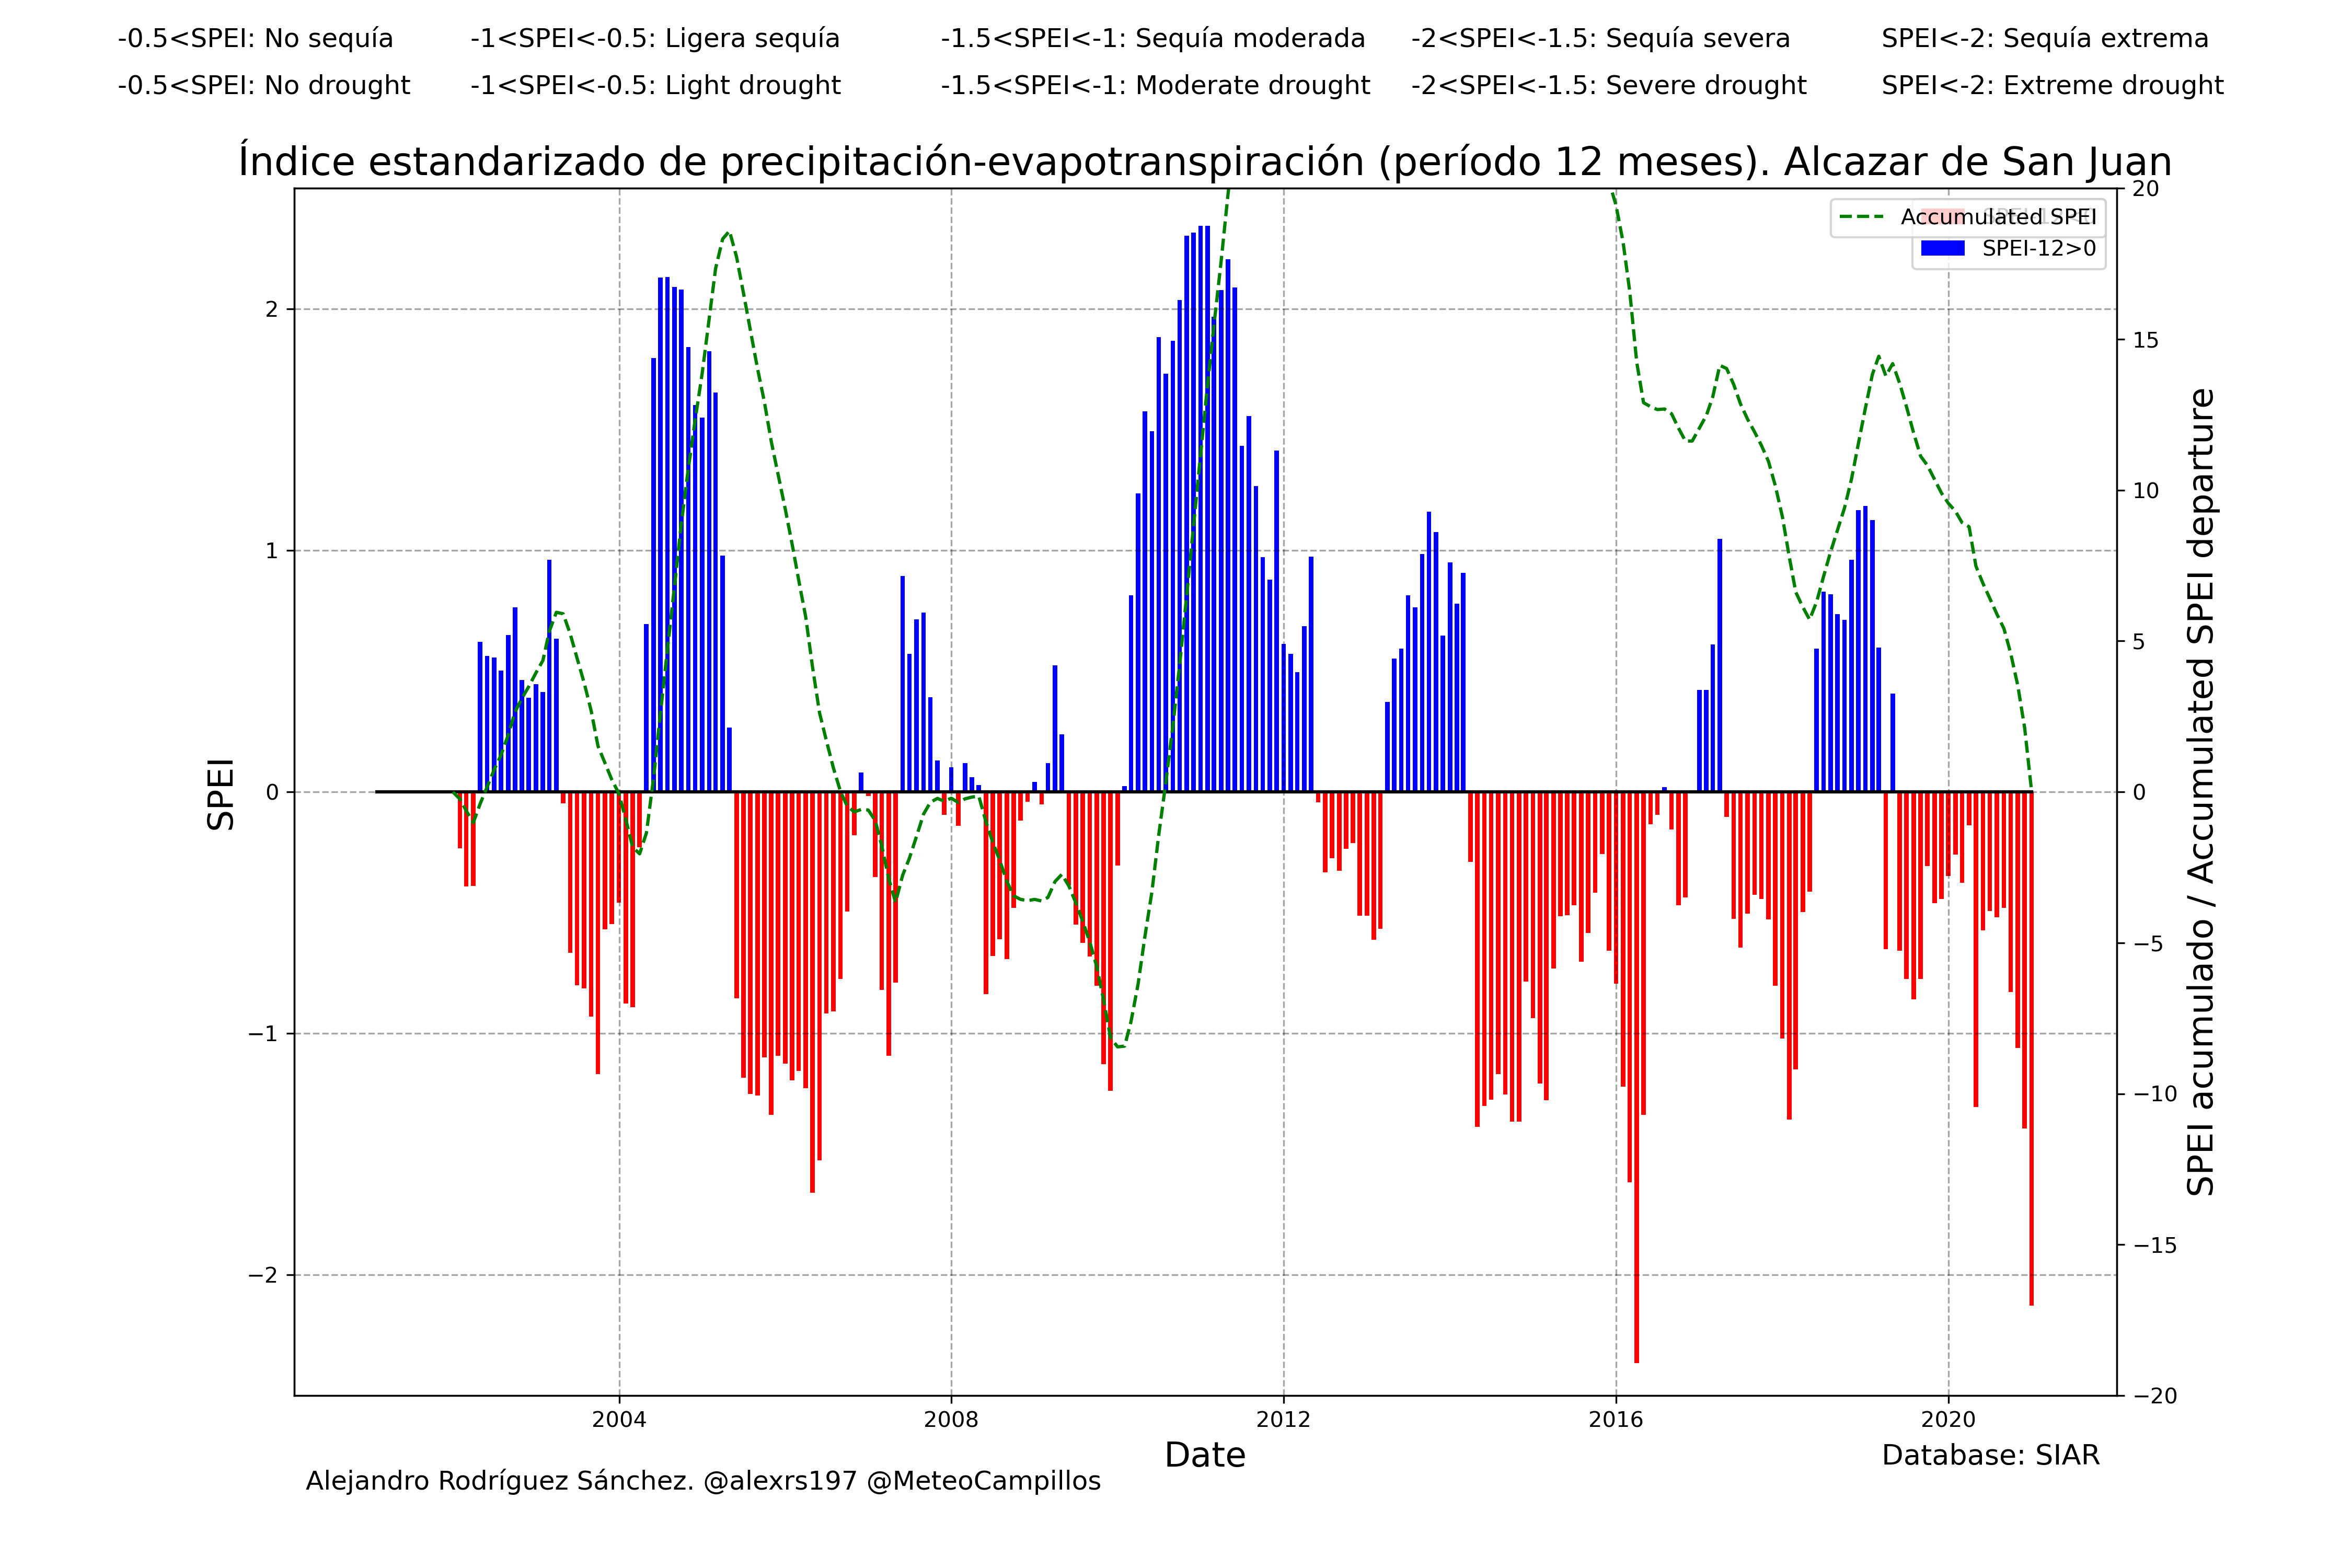 -0.5<SPEI: No sequía -1<SPEI<-0.5: Ligera sequía -1.5<SPEI<-1: Sequía moderada -2<SPEI<-1.5: Sequía severa SPEI<-2: Sequía extrema
-0.5<SPEI: No drought -1<SPEI<-0.5: Light drought -1.5<SPEI<-1: Moderate drought -2<SPEI<-1.5: Severe drought SPEI<-2: Extreme drought
Índice estandarizado de precipitación-evapotranspiración (período 12 meses). Alcazar de San Juan
Accumulated SPEI
SPEI-12>0
SPEI
2
1
0
−1
−2
20
15
10
5
0
−5
−10
−15
−20
SPEI acumulado / Accumulated SPEI departure
2004 2008 2012 2016 2020
Date
Database: SIAR
Alejandro Rodríguez Sánchez. @alexrs197 @MeteoCampillos